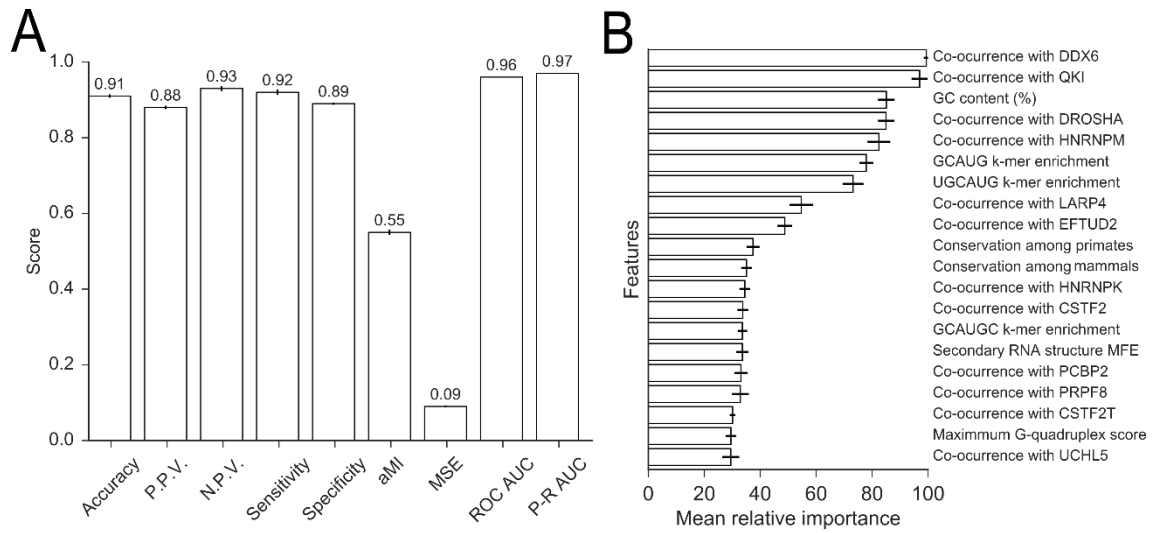 A
1.0
0.8
0.6
0.4
0.2
0.0
Score
0.91
0.88
0.93
0.92
0.89
0.55
0.09
0.96
0.97
Accuracy
P.P.V.
N.P.V.
Sensitivity
Specificity
aMI
MSE
ROC AUC
P-R AUC
B
Features
Co-ocurrence with DDX6
Co-ocurrence with QKI
GC content (%)
Co-ocurrence with DROSHA
Co-ocurrence with HNRNPM
GCAUG k-mer enrichment
UGCAUG k-mer enrichment
Co-ocurrence with LARP4
Co-ocurrence with EFTUD2
Conservation among primates
Conservation among mammals
Co-ocurrence with HNRNPK
Co-ocurrence with CSTF2
GCAUGC k-mer enrichment
Secondary RNA structure MFE
Co-ocurrence with PCBP2
Co-ocurrence with PRPF8
Co-ocurrence with CSTF2T
Maximmum G-quadruplex score
Co-ocurrence with UCHL5
0 20 40 60 80 100
Mean relative importance